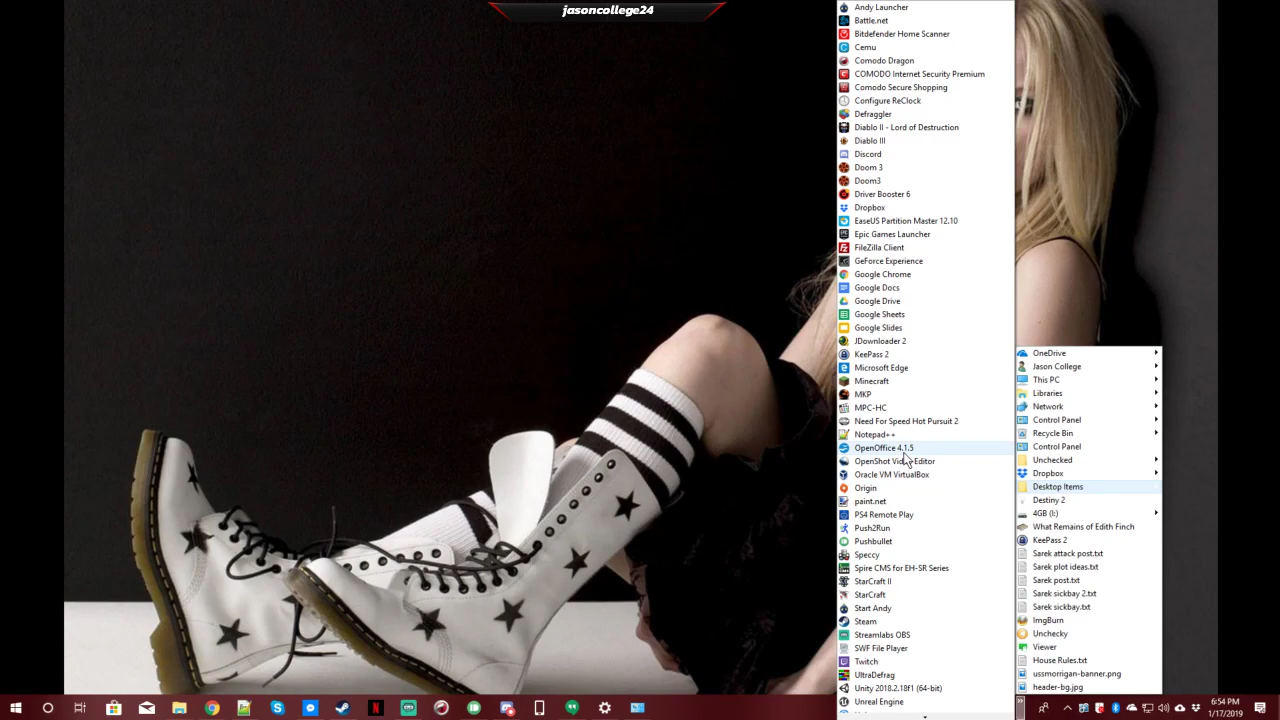 jasoncollege24
Andy Launcher
Battle.net
Bitdefender Home Scanner
Cemu
Comodo Dragon
COMODO Internet Security Premium
Comodo Secure Shopping
Configure ReClock
Defraggler
Diablo II - Lord of Destruction
Diablo III
Discord
Doom 3
Doom3
Driver Booster 6
Dropbox
EaseUS Partition Master 12.10
Epic Games Launcher
FileZilla Client
GeForce Experience
Google Chrome
Google Docs
Google Drive
Google Sheets
Google Slides
JDownloader 2
KeePass 2
Microsoft Edge
Minecraft
MKP
MPC-HC
Need For Speed Hot Pursuit 2
Notepad++
OpenOffice 4.1.5
OpenShot Video Editor
Oracle VM VirtualBox
Origin
paint.net
PS4 Remote Play
Push2Run
Pushbullet
Speccy
Spire CMS for EH-SR Series
StarCraft II
StarCraft
Start Andy
Steam
Streamlabs OBS
SWF File Player
Twitch
UltraDefrag
Unity 2018.2.18f1 (64-bit)
Unreal Engine
OneDrive
Jason College
This PC
Libraries
Network
Control Panel
Recycle Bin
Control Panel
Unchecked
Dropbox
Desktop Items
Destiny 2
4GB (I:)
What Remains of Edith Finch
KeePass 2
Sarek attack post.txt
Sarek plot ideas.txt
Sarek post.txt
Sarek sickbay 2.txt
Sarek sickbay.txt
ImgBurn
Unchecky
Viewer
House Rules.txt
ussmorrigan-banner.png
header-bg.jpg
6:54 PM
1/17/2019